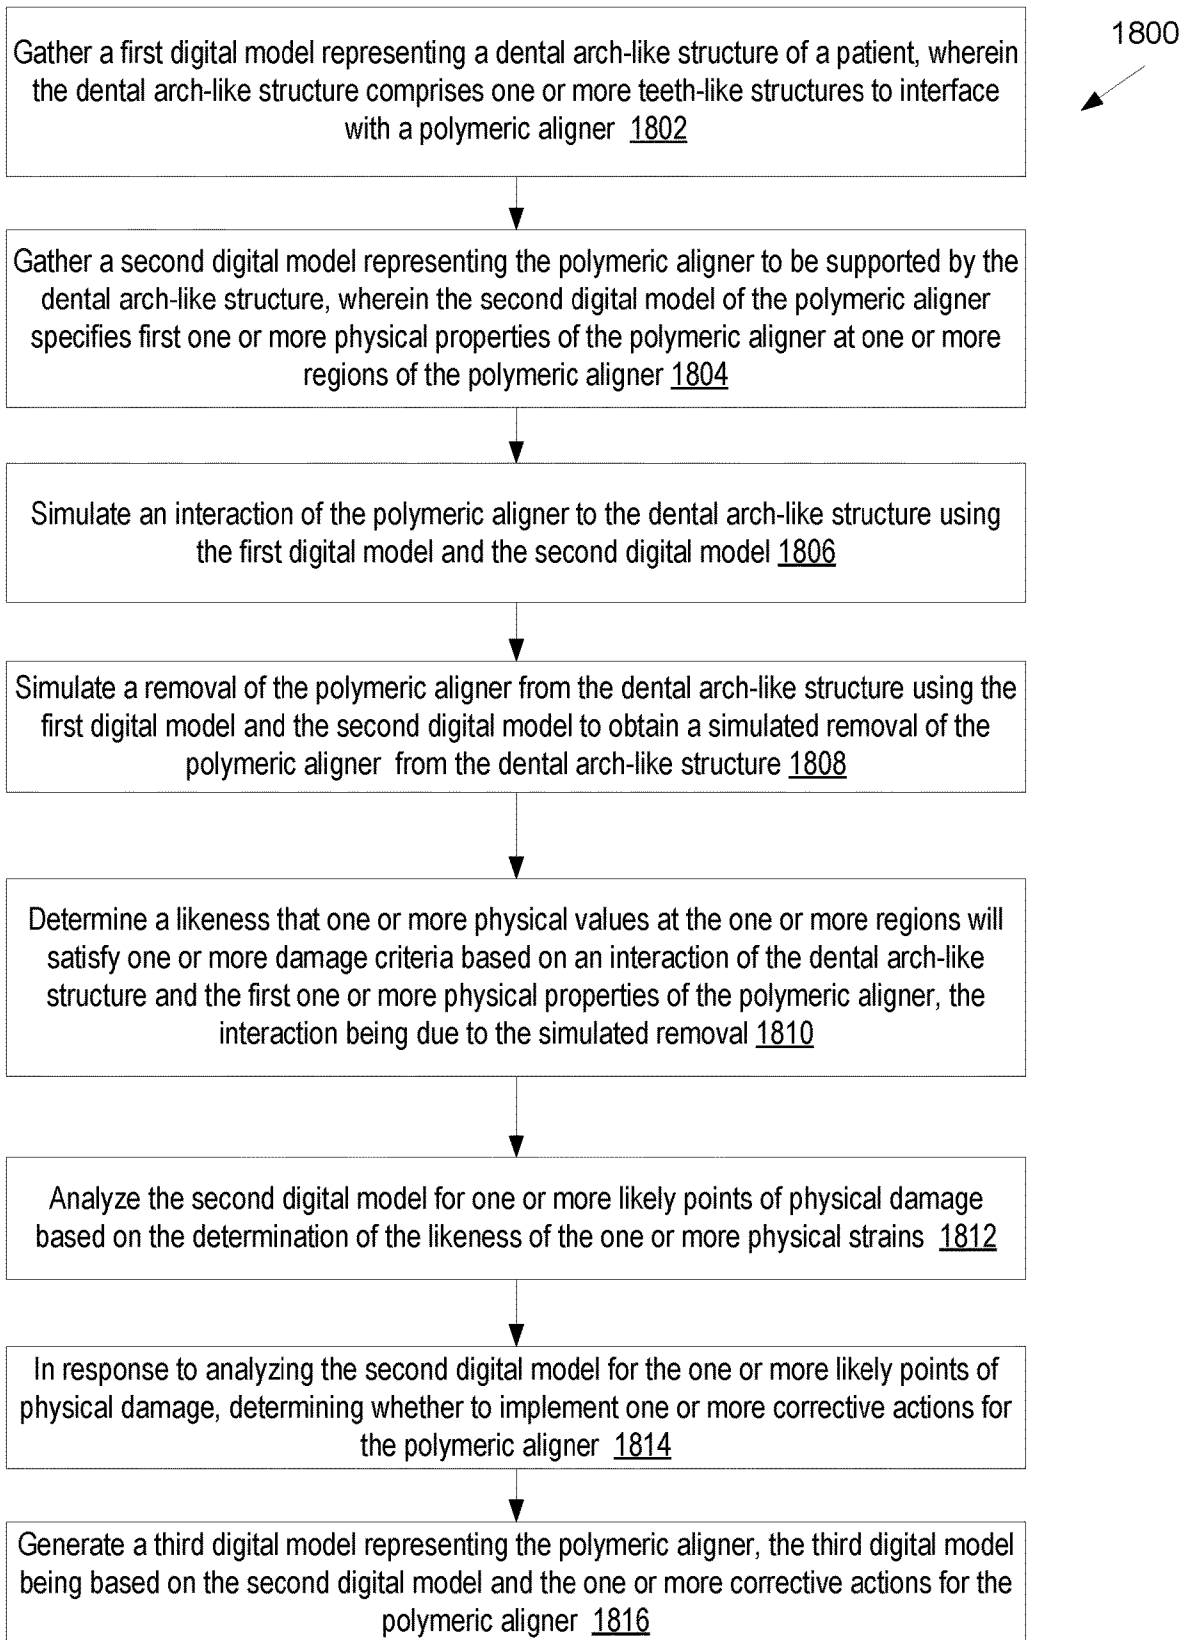 1800
Gather a first digital model representing a dental arch-like structure of a patient, wherein
the dental arch-like structure comprises one or more teeth-like structures to interface
with a polymeric aligner 1802
Gather a second digital model representing the polymeric aligner to be supported by the
dental arch-like structure, wherein the second digital model of the polymeric aligner
specifies first one or more physical properties of the polymeric aligner at one or more
regions of the polymeric aligner 1804
Simulate an interaction of the polymeric aligner to the dental arch-like structure using
the first digital model and the second digital model 1806
Simulate a removal of the polymeric aligner from the dental arch-like structure using the
first digital model and the second digital model to obtain a simulated removal of the
polymeric aligner from the dental arch-like structure 1808
Determine a likeness that one or more physical values at the one or more regions will
satisfy one or more damage criteria based on an interaction of the dental arch-like
structure and the first one or more physical properties of the polymeric aligner, the
interaction being due to the simulated removal 1810
Analyze the second digital model for one or more likely points of physical damage
based on the determination of the likeness of the one or more physical strains 1812
In response to analyzing the second digital model for the one or more likely points of
physical damage, determining whether to implement one or more corrective actions for
the polymeric aligner 1814
Generate a third digital model representing the polymeric aligner, the third digital model
being based on the second digital model and the one or more corrective actions for the
polymeric aligner 1816